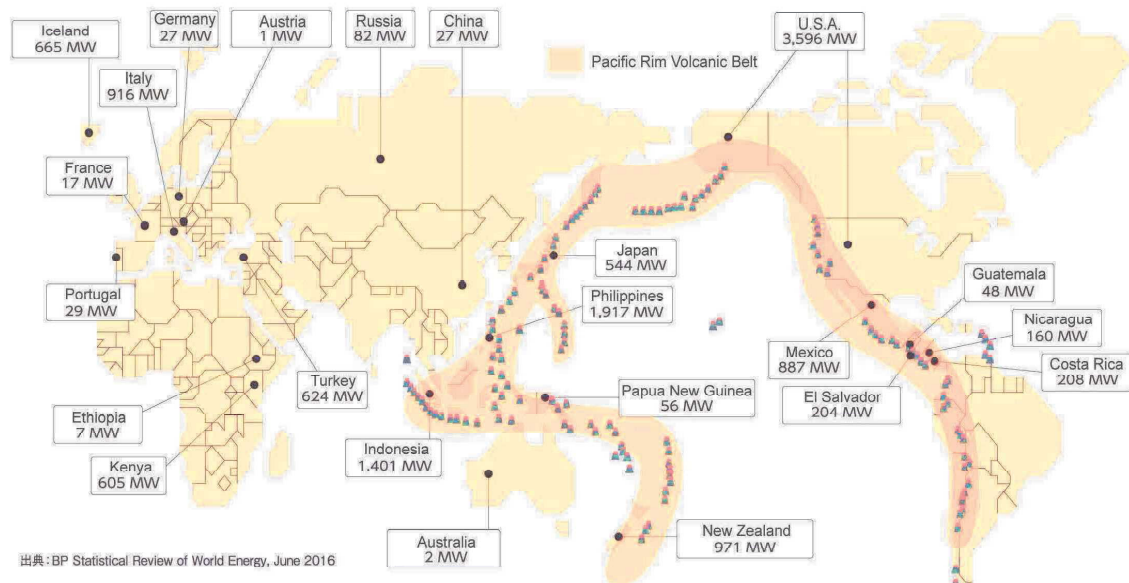 Iceland
665 MW
Germany
27 MW
Austria
1 MW
Russia
82 MW
China
27 MW
U.S.A.
3,596 MW
Italy
916 MW
Pacific Rim Volcanic Belt
France
17 MW
Japan
544 MW
Guatemala
48 MW
Portugal
29 MW
Philippines
1,917 MW
Nicaragua
160 MW
Mexico
887 MW
Costa Rica
208 MW
Turkey
624 MW
Papua New Guinea
56 MW
El Salvador
204 MW
Ethiopia
7 MW
Indonesia
1.401 MW
Kenya
605 MW
Australia
2 MW
New Zealand
971 MW
出典:BP Statistical Review of World Energy, June 2016